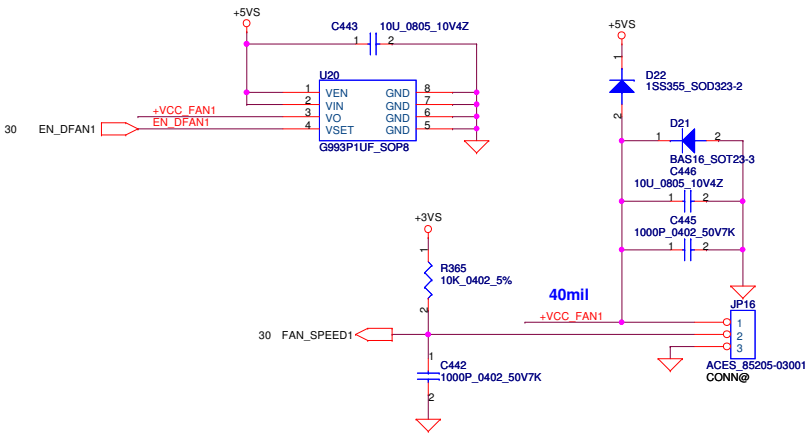 +5VS
C443 10U_0805_10V4Z
1 2
U20
1 VEN GND 8
2 VIN GND 7
3 VO GND 6
4 VSET GND 5
G993P1UF_SOP8
+VCC_FAN1
EN_DFAN1
30 EN_DFAN1
+5VS
1
D22
1SS355_SOD323-2
2
D21
1 2
BAS16_SOT23-3
C446
10U_0805_10V4Z
1 2
C445
1000P_0402_50V7K
1 2
+3VS
1
R365
10K_0402_5%
2
40mil
+VCC_FAN1
30 FAN_SPEED1
1
C442
1000P_0402_50V7K
2
JP16
1
2
3
ACES_85205-03001
CONN@